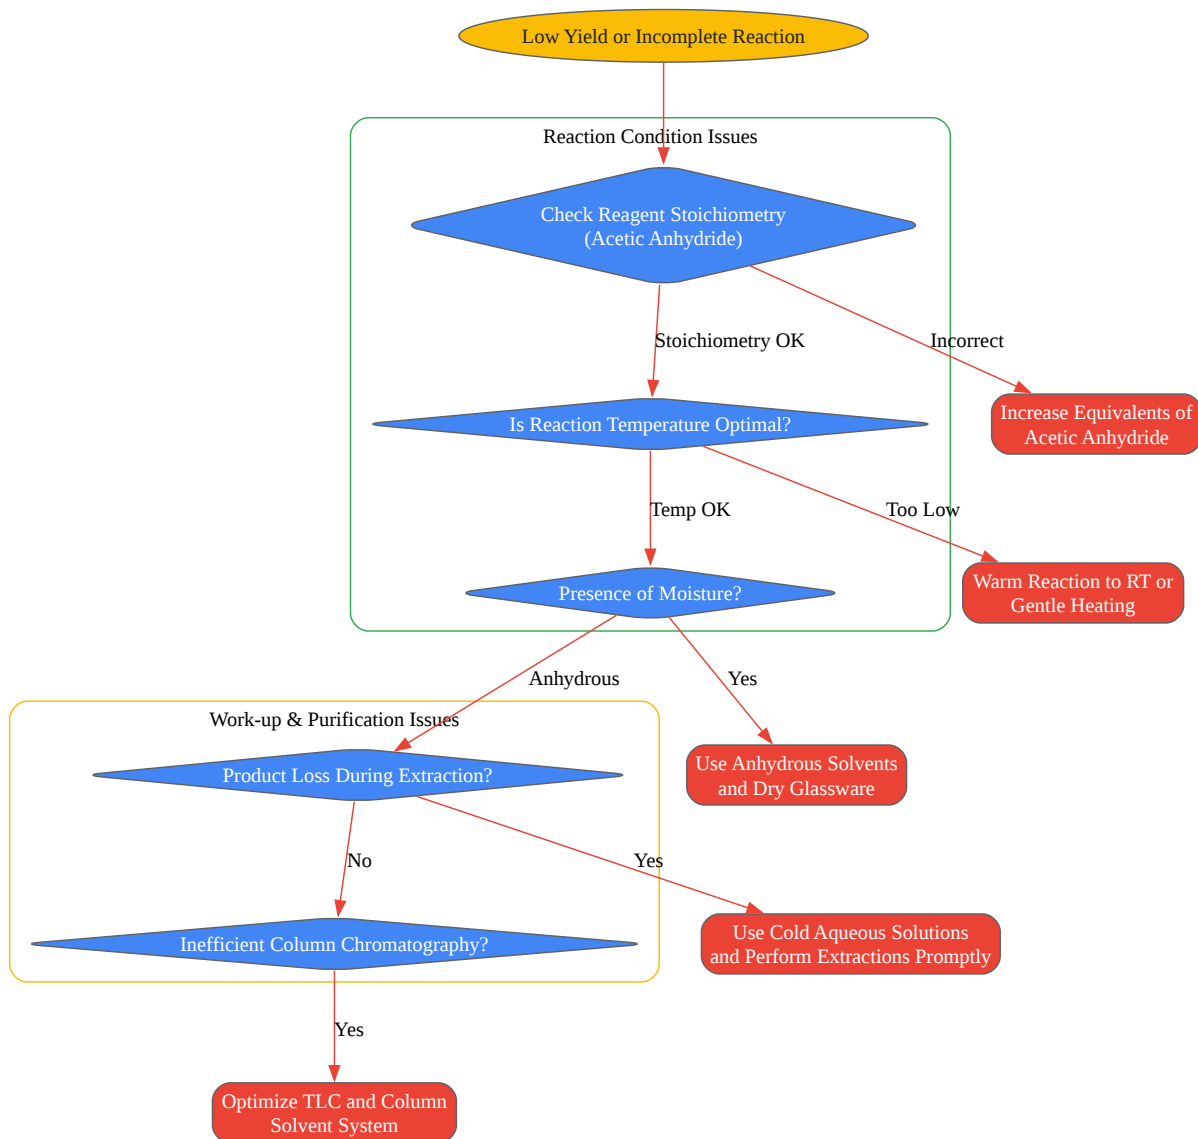 Low Yield or Incomplete Reaction
Reaction Condition Issues
Check Reagent Stoichiometry
(Acetic Anhydride)
Stoichiometry OK
Incorrect
Increase Equivalents of
Acetic Anhydride
Is Reaction Temperature Optimal?
Temp OK
Too Low
Warm Reaction to RT or
Gentle Heating
Presence of Moisture?
Anhydrous
Yes
Use Anhydrous Solvents
and Dry Glassware
Work-up & Purification Issues
Product Loss During Extraction?
No
Yes
Use Cold Aqueous Solutions
and Perform Extractions Promptly
Inefficient Column Chromatography?
Yes
Optimize TLC and Column
Solvent System